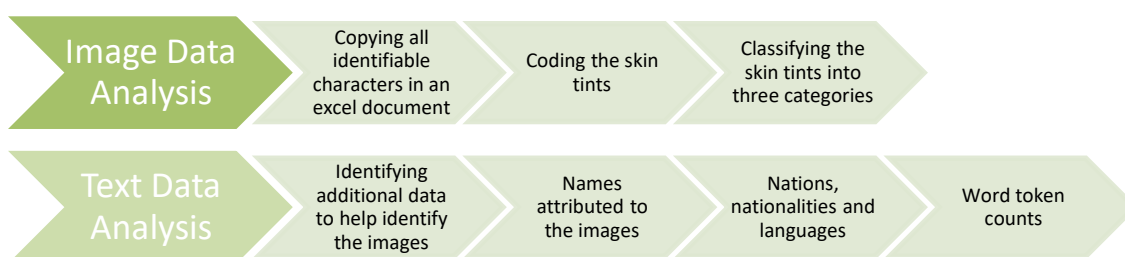 Image Data
Analysis
Copying all
identifiable
characters in an
excel document
Coding the skin
tints
Classifying the
skin tints into
three categories
Text Data
Analysis
Identifying
additional data
to help identify
the images
Names
attributed to
the images
Nations,
nationalities and
languages
Word token
counts